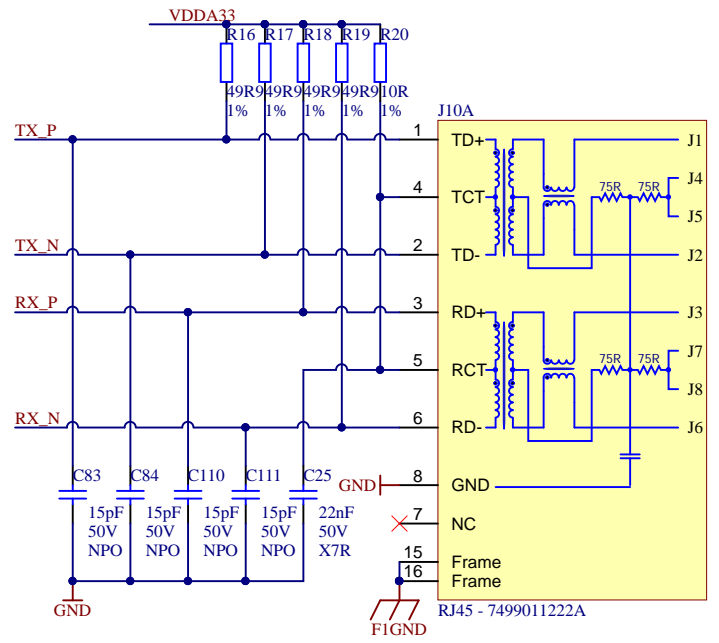 VDDA33
R16 R17 R18 R19 R20
49R9 49R9 49R9 49R9 10R
1% 1% 1% 1% 1%
J10A
TX_P 1 TD+ J1
4 TCT 75R 75R J4
J5
TX_N 2 TD- J2
RX_P 3 RD+ J3
5 RCT 75R 75R J7
J8
RX_N 6 RD- J6
C83 C84 C110 C111 C25
GND 8 GND
15pF 15pF 15pF 15pF 22nF
50V 50V 50V 50V 50V
NPO NPO NPO NPO X7R
7 NC
15 Frame
16 Frame
GND F1GND RJ45 - 7499011222A